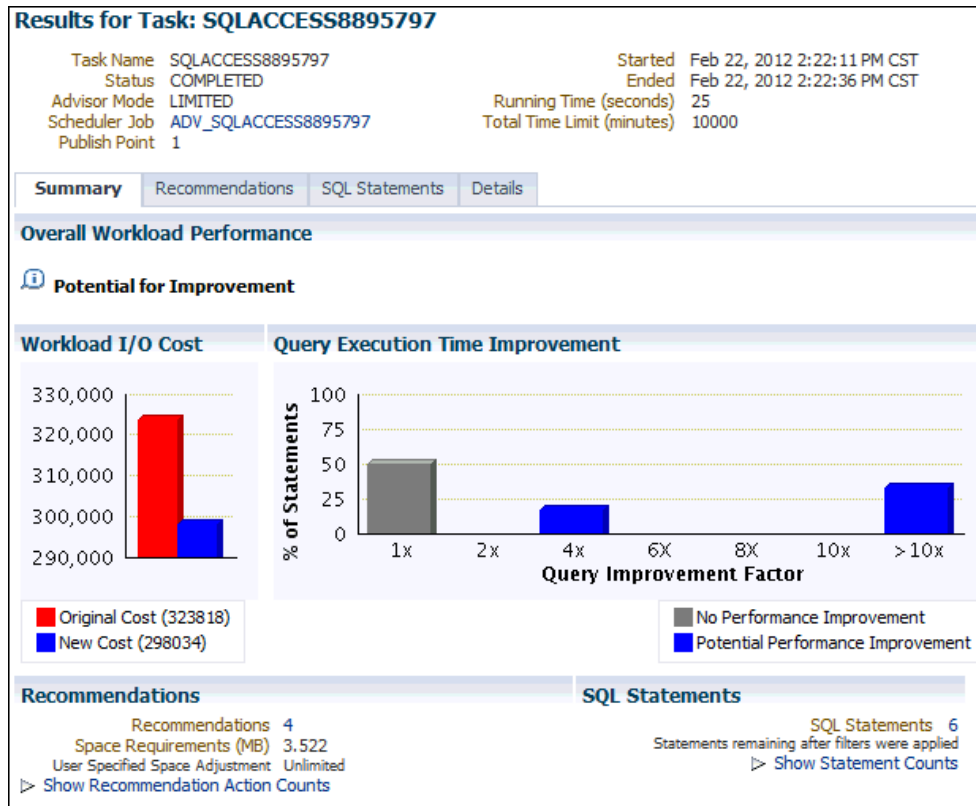 Results for Task: SQLACCESS8895797
Task Name SQLACCESS8895797
Status COMPLETED
Advisor Mode LIMITED
Scheduler Job ADV_SQLACCESS8895797
Publish Point 1
Started Feb 22, 2012 2:22:11 PM CST
Ended Feb 22, 2012 2:22:36 PM CST
Running Time (seconds) 25
Total Time Limit (minutes) 10000
Summary Recommendations SQL Statements Details
Overall Workload Performance
Potential for Improvement
Workload I/O Cost
330,000
320,000
310,000
300,000
290,000
Original Cost (323818)
New Cost (298034)
Query Execution Time Improvement
% of Statements
100
75
50
25
0
1x 2x 4x 6X 8X 10x >10x
Query Improvement Factor
No Performance Improvement
Potential Performance Improvement
Recommendations
Recommendations 4
Space Requirements (MB) 3.522
User Specified Space Adjustment Unlimited
Show Recommendation Action Counts
SQL Statements
SQL Statements 6
Statements remaining after filters were applied
Show Statement Counts